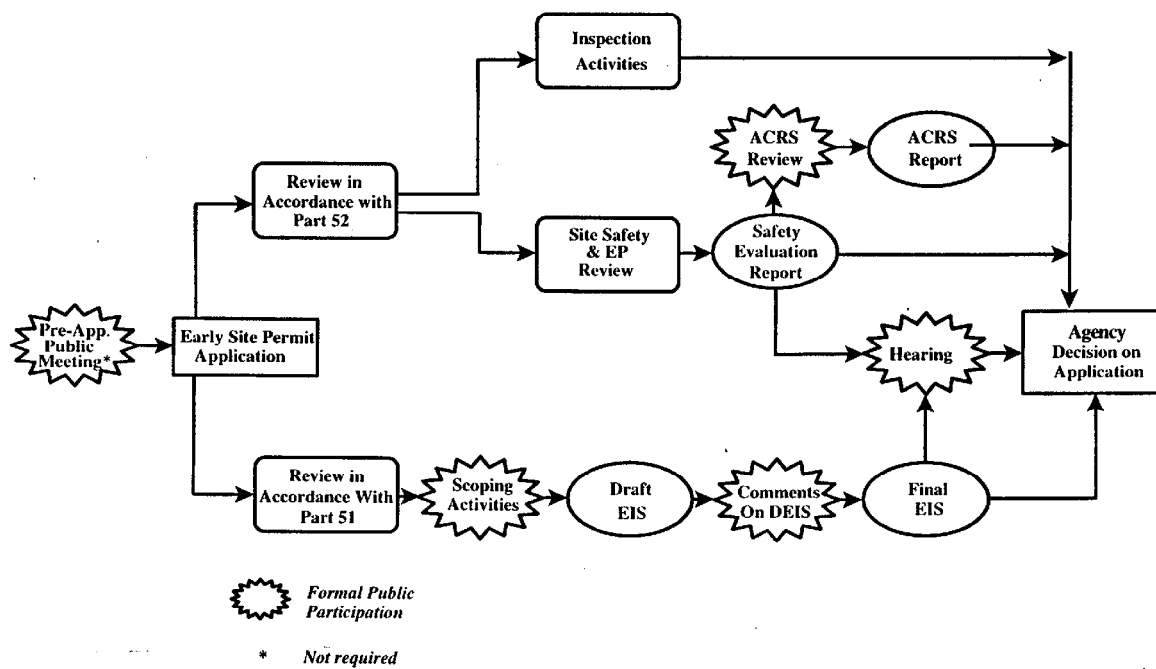 Inspection
Activities
ACRS
Review
ACRS
Report
Review in
Accordance with
Part 52
Site Safety
& EP
Review
Safety
Evaluation
Report
Pre-App.
Public
Meeting*
Early Site Permit
Application
Hearing
Agency
Decision on
Application
Review in
Accordance With
Part 51
Scoping
Activities
Draft
EIS
Comments
On DEIS
Final
EIS
Formal Public
Participation
* Not required